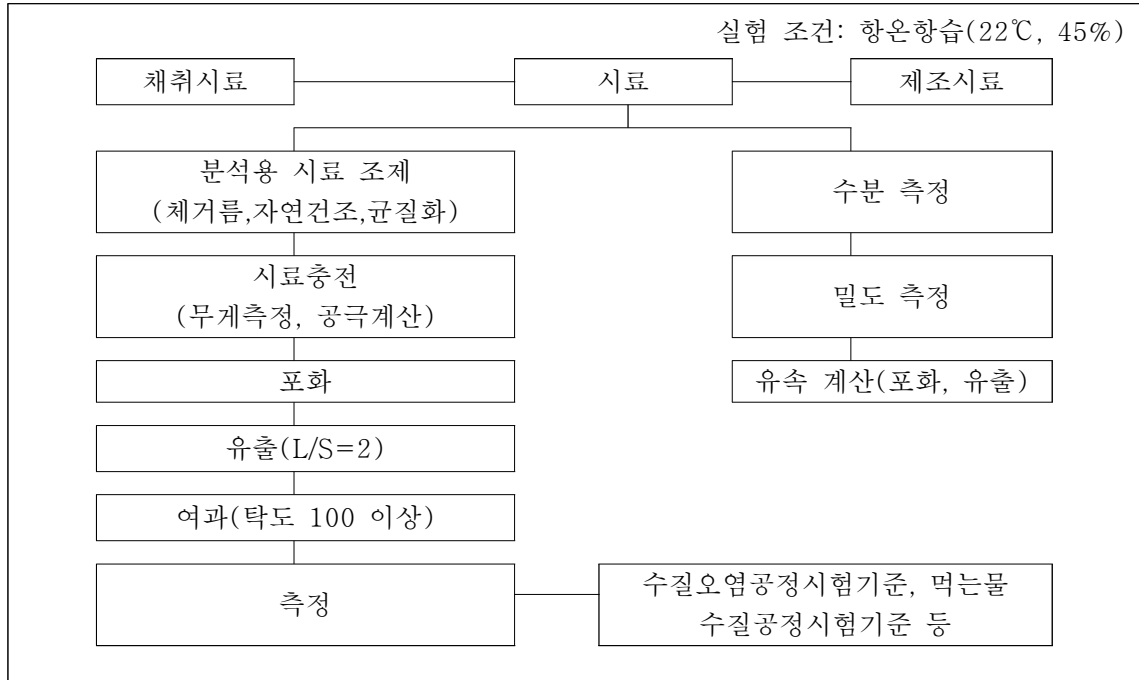 실험 조건: 항온항습(22℃, 45%)
채취시료
시료
제조시료
분석용 시료 조제
(체거름,자연건조,균질화)
수분 측정
시료충전
(무게측정, 공극계산)
밀도 측정
포화
유속 계산(포화, 유출)
유출(L/S=2)
여과(탁도 100 이상)
측정
수질오염공정시험기준, 먹는물
수질공정시험기준 등